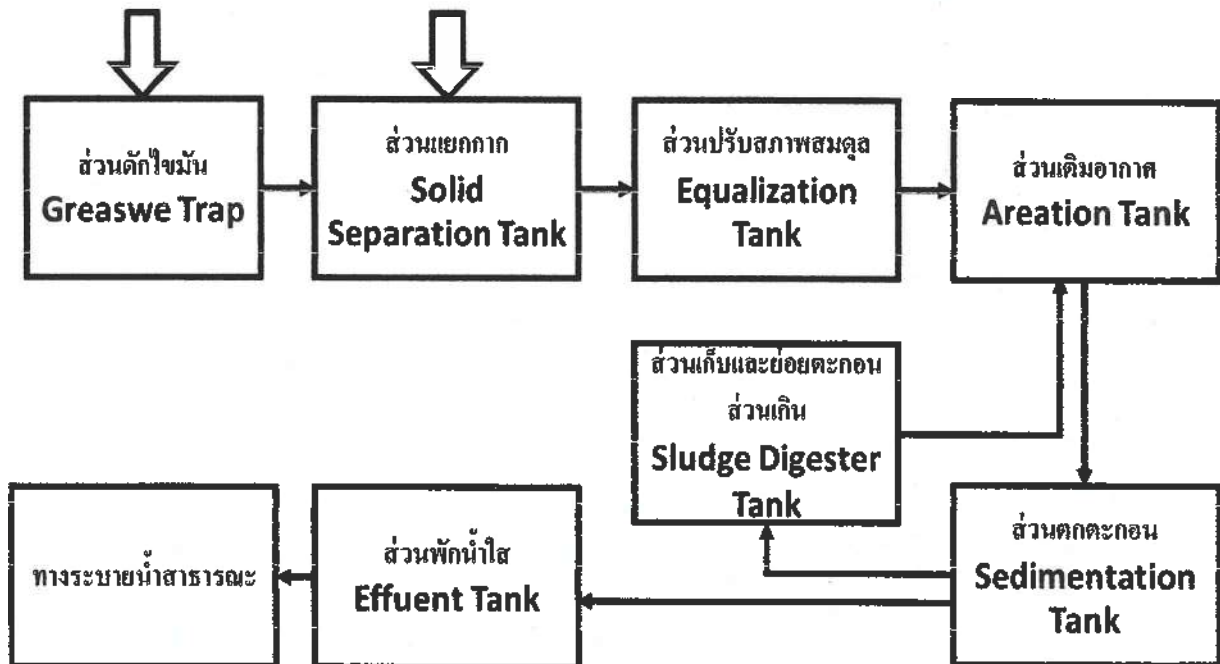 ส่วนดักไขมัน
Greaswe Trap
ส่วนแยกกาก
Solid
Separation Tank
ส่วนปรับสภาพสมดุล
Equalization
Tank
ส่วนเติมอากาศ
Areation Tank
ส่วนเก็บและย่อยตะกอน
ส่วนเกิน
Sludge Digester
Tank
ทางระบายน้ำสาธารณะ
ส่วนพักน้ำใส
Effuent Tank
ส่วนตกตะกอน
Sedimentation
Tank